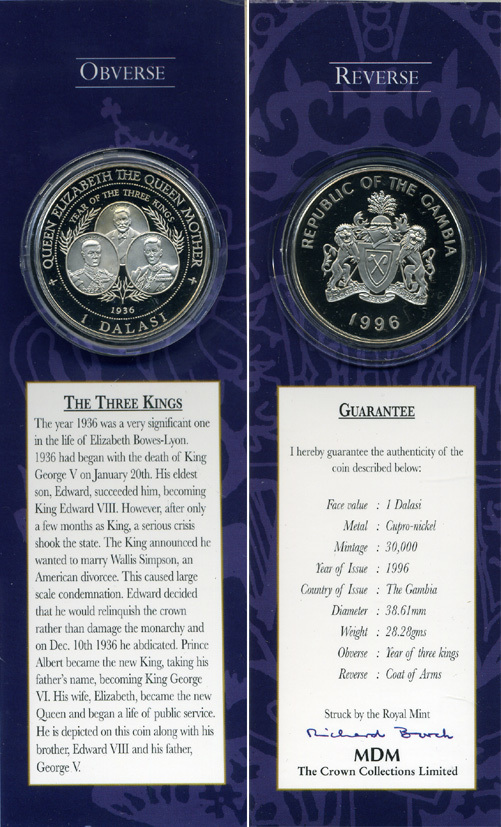 OBVERSE
QUEEN ELIZABETH THE QUEEN MOTHER
YEAR OF THE THREE KINGS
1936
1 DALASI
THE THREE KINGS
The year 1936 was a very significant one
in the life of Elizabeth Bowes-Lyon.
1936 had began with the death of King
George V on January 20th. His eldest
son, Edward, succeeded him, becoming
King Edward VIII. However, after only
a few months as King, a serious crisis
shook the state. The King announced he
wanted to marry Wallis Simpson, an
American divorcee. This caused large
scale condemnation. Edward decided
that he would relinquish the crown
rather than damage the monarchy and
on Dec. 10th 1936 he abdicated. Prince
Albert became the new King, taking his
father's name, becoming King George
VI. His wife, Elizabeth, became the new
Queen and began a life of public service.
He is depicted on this coin along with his
brother, Edward VIII and his father,
George V.
REVERSE
REPUBLIC OF THE GAMBIA
1996
GUARANTEE
I hereby guarantee the authenticity of the
coin described below:
Face value : 1 Dalasi
Metal : Cupro-nickel
Mintage : 30,000
Year of Issue : 1996
Country of Issue : The Gambia
Diameter : 38.61mm
Weight : 28.28gms
Obverse : Year of three kings
Reverse : Coat of Arms
Struck by the Royal Mint
Richard Burch
MDM
The Crown Collections Limited